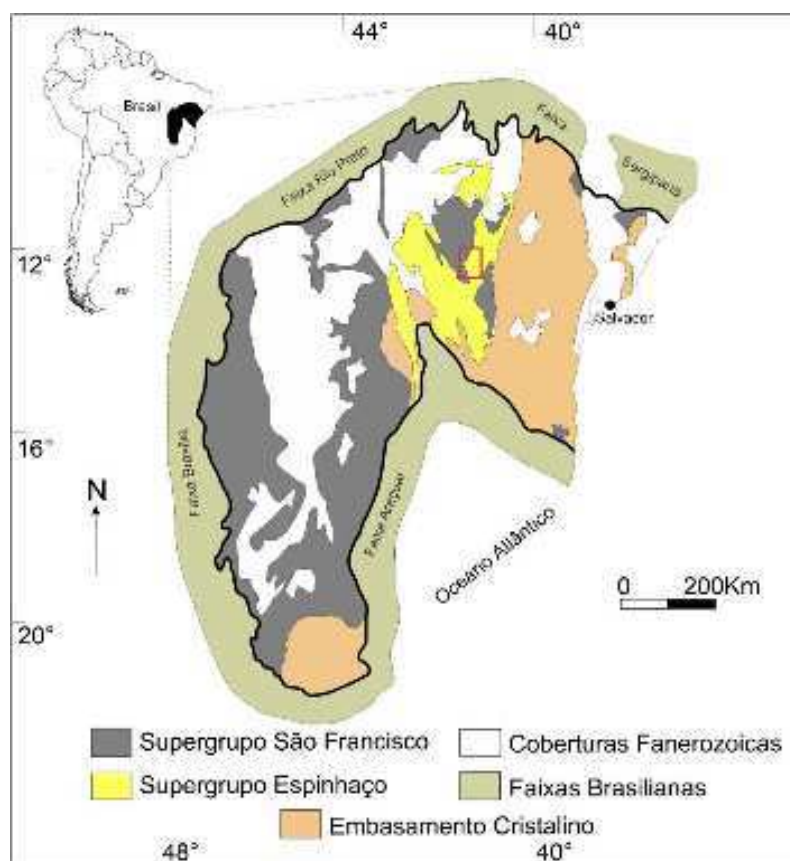 44°
40°
Brasil
Faixa
Sergipana
Faixa Rio Preto
12°
Salvador
16°
Faixa Brasília
Faixa Araçuaí
N
Oceano Atlântico
0 200Km
20°
Supergrupo São Francisco
Coberturas Fanerozoicas
Supergrupo Espinhaço
Faixas Brasilianas
Embasamento Cristalino
48°
40°